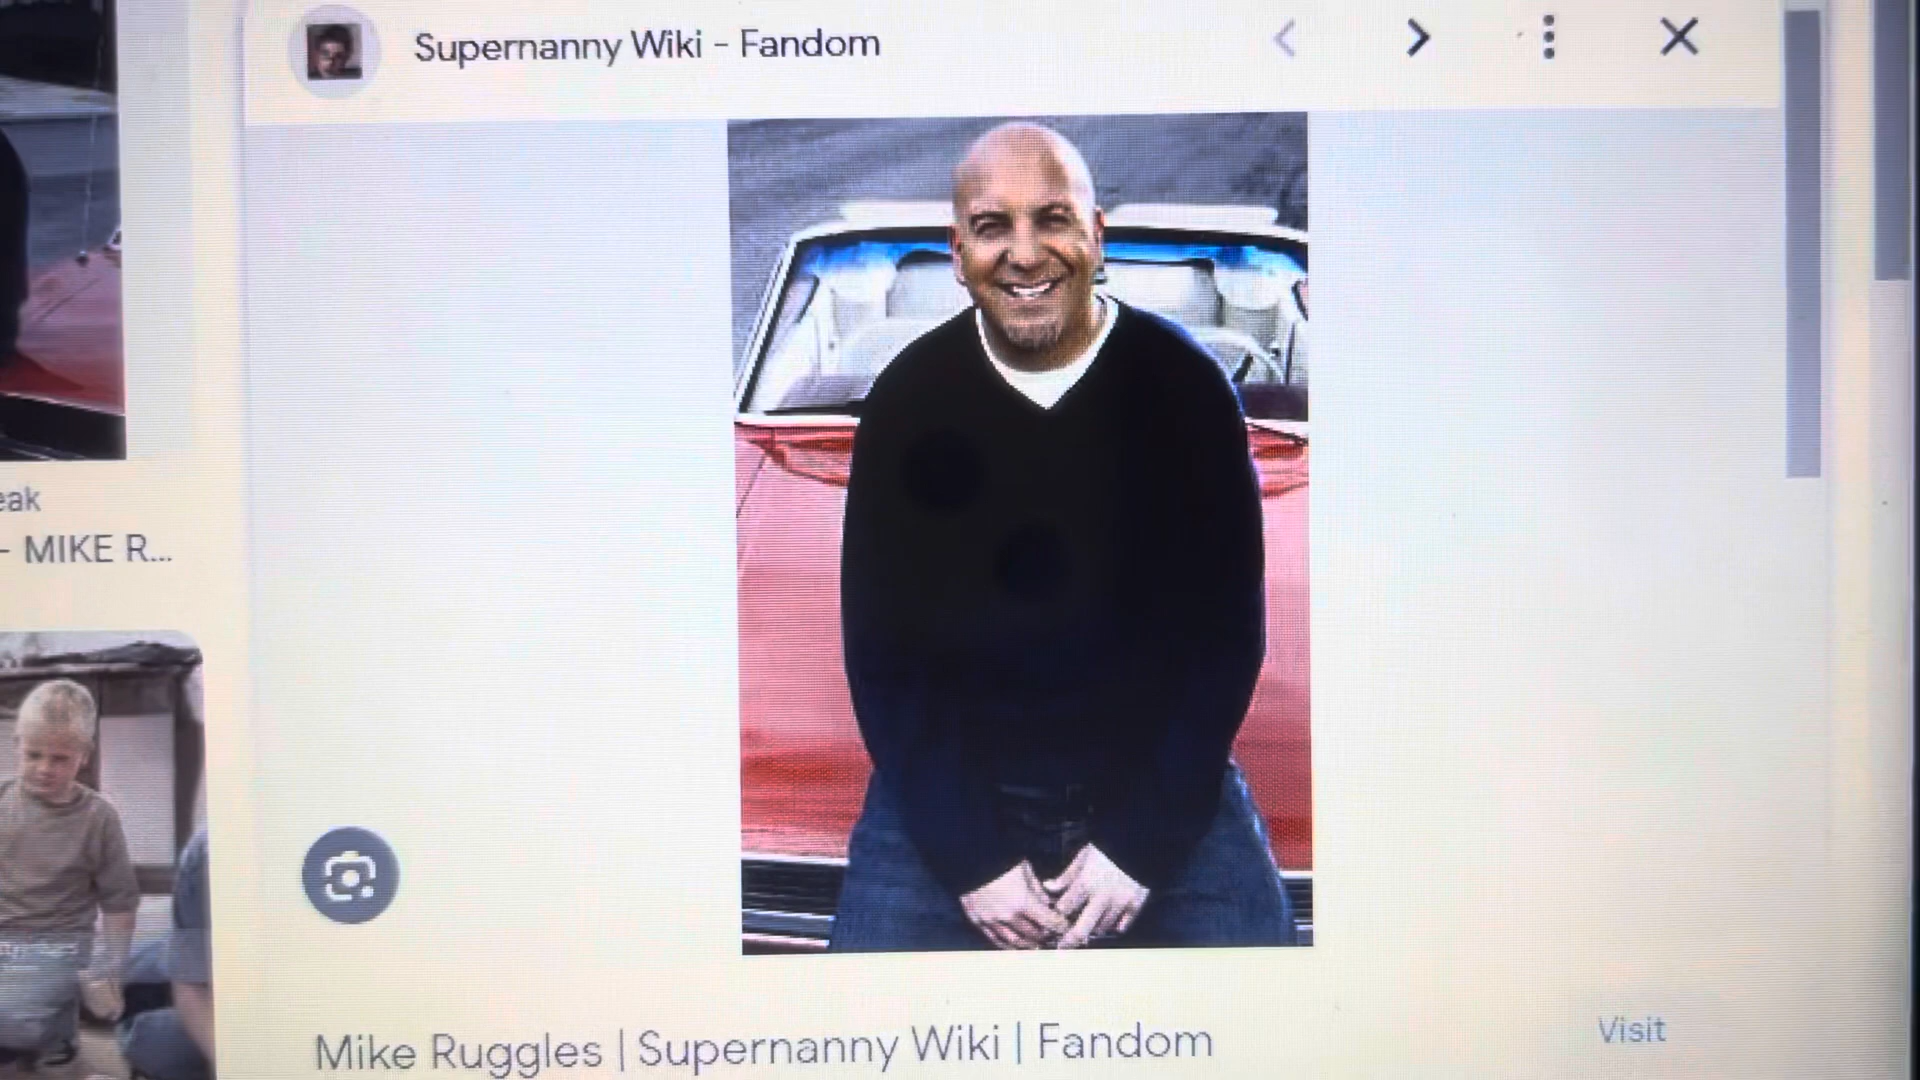 Supernanny Wiki - Fandom
eak
- MIKE R...
Mike Ruggles | Supernanny Wiki | Fandom
Visit